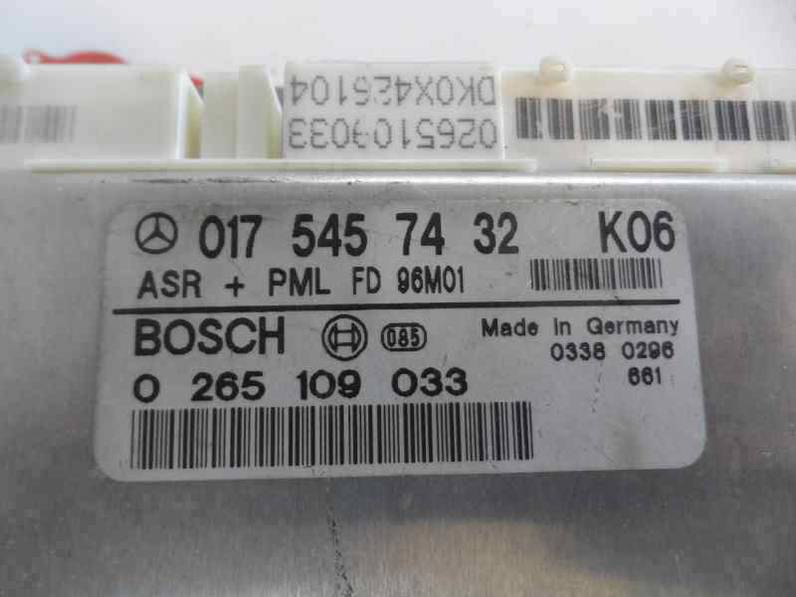 DK0X426104
0265109033
017 545 74 32 K06
ASR + PML FD 96M01
BOSCH 085 Made in Germany
0 265 109 033 0338 0296
661